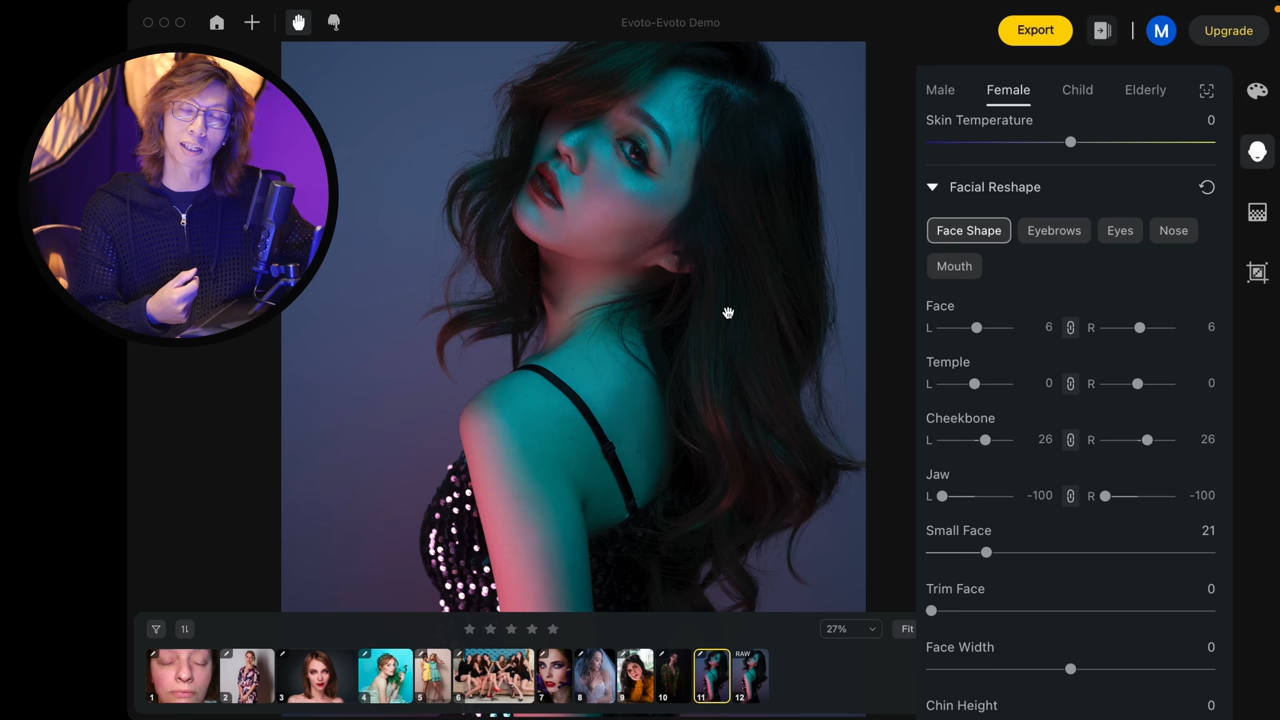 Evoto-Evoto Demo
Export
M
Upgrade
Male Female Child Elderly
Skin Temperature 0
Facial Reshape
Face Shape Eyebrows Eyes Nose
Mouth
Face
L 6 R 6
Temple
L 0 R 0
Cheekbone
L 26 R 26
Jaw
L -100 R -100
Small Face 21
Trim Face 0
Face Width 0
Chin Height 0
27% Fit
RAW
1 2 3 4 5 6 7 8 9 10 11 12